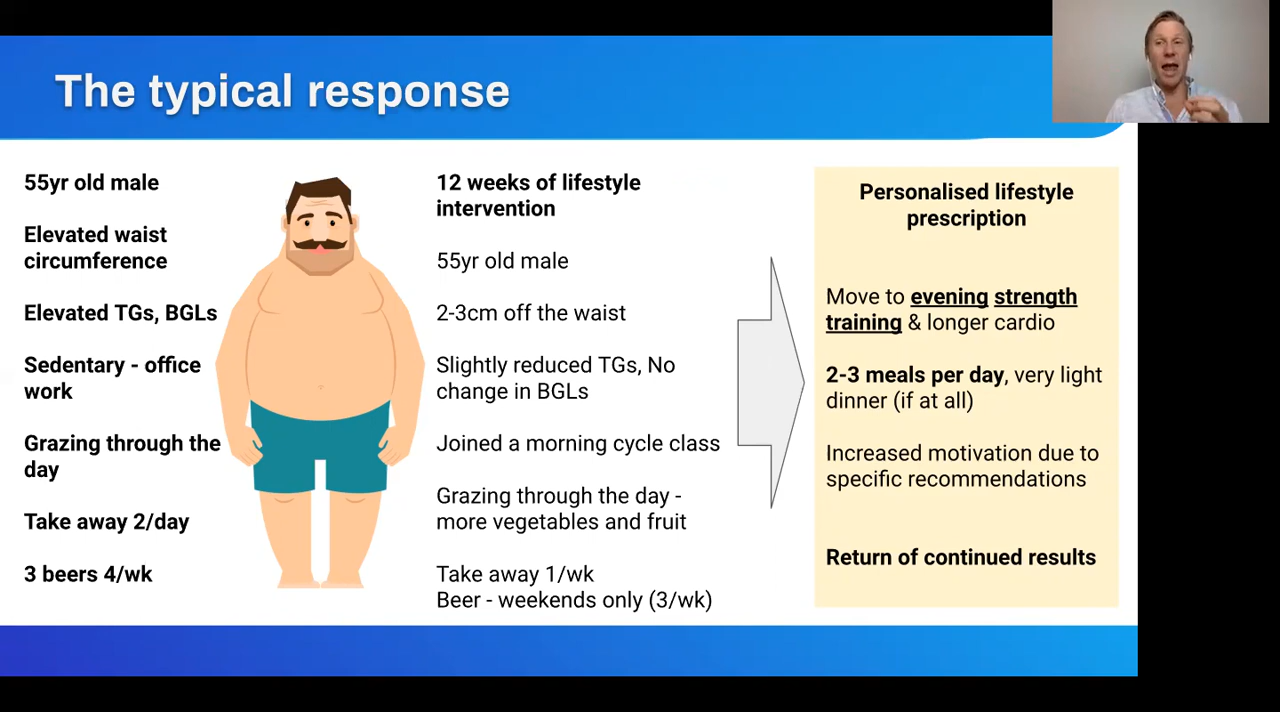 The typical response
55yr old male
Elevated waist
circumference
Elevated TGs, BGLs
Sedentary - office
work
Grazing through the
day
Take away 2/day
3 beers 4/wk
12 weeks of lifestyle
intervention
55yr old male
2-3cm off the waist
Slightly reduced TGs, No
change in BGLs
Joined a morning cycle class
Grazing through the day -
more vegetables and fruit
Take away 1/wk
Beer - weekends only (3/wk)
Personalised lifestyle
prescription
Move to evening strength
training & longer cardio
2-3 meals per day, very light
dinner (if at all)
Increased motivation due to
specific recommendations
Return of continued results